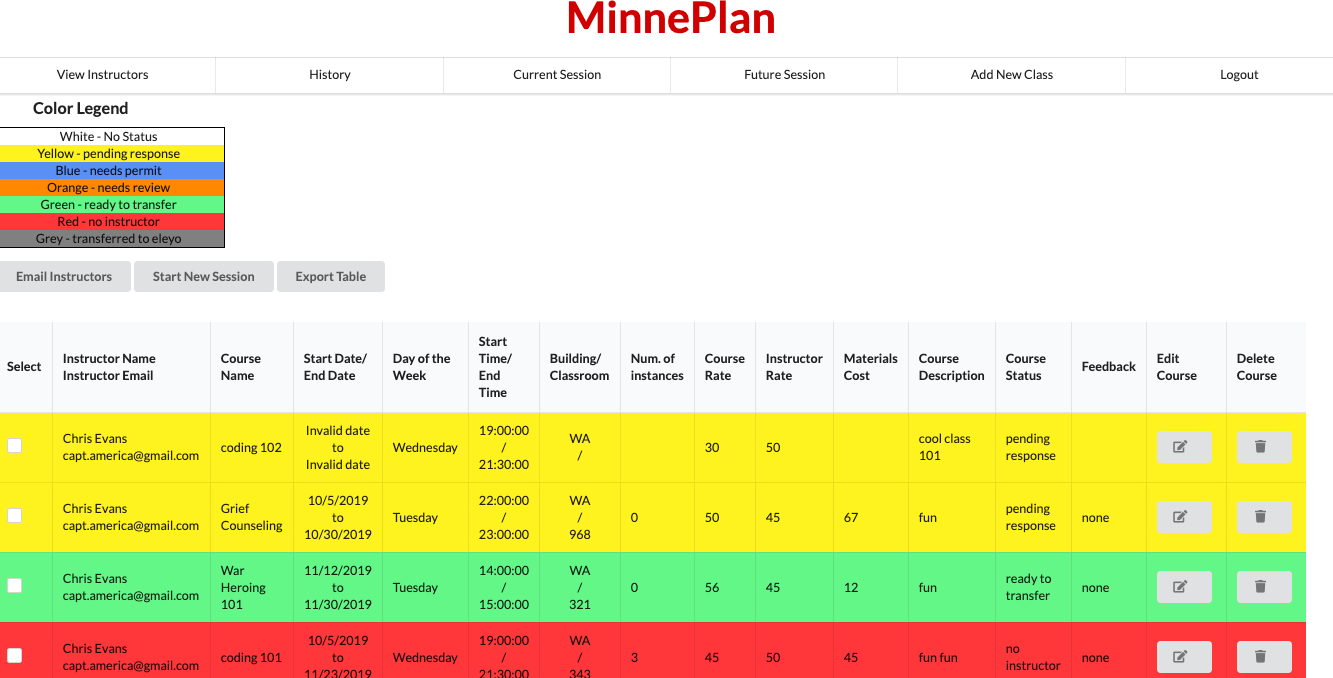 MinnePlan
View Instructors History Current Session Future Session Add New Class Logout
Color Legend
White - No Status
Yellow - pending response
Blue - needs permit
Orange - needs review
Green - ready to transfer
Red - no instructor
Grey - transferred to eleyo
Email Instructors Start New Session Export Table
Select
Instructor Name
Instructor Email
Course
Name
Start Date/
End Date
Day of the
Week
Start
Time/
End
Time
Building/
Classroom
Num. of
instances
Course
Rate
Instructor
Rate
Materials
Cost
Course
Description
Course
Status
Feedback
Edit
Course
Delete
Course
Chris Evans
capt.america@gmail.com
coding 102
Invalid date
to
Invalid date
Wednesday
19:00:00
/
21:30:00
WA
/
30
50
cool class
101
pending
response
Chris Evans
capt.america@gmail.com
Grief
Counseling
10/5/2019
to
10/30/2019
Tuesday
22:00:00
/
23:00:00
WA
/
968
0
50
45
67
fun
pending
response
none
Chris Evans
capt.america@gmail.com
War
Heroing
101
11/12/2019
to
11/30/2019
Tuesday
14:00:00
/
15:00:00
WA
/
321
0
56
45
12
fun
ready to
transfer
none
Chris Evans
capt.america@gmail.com
coding 101
10/5/2019
to
11/23/2019
Wednesday
19:00:00
/
21:30:00
WA
/
343
3
45
50
45
fun fun
no
instructor
none